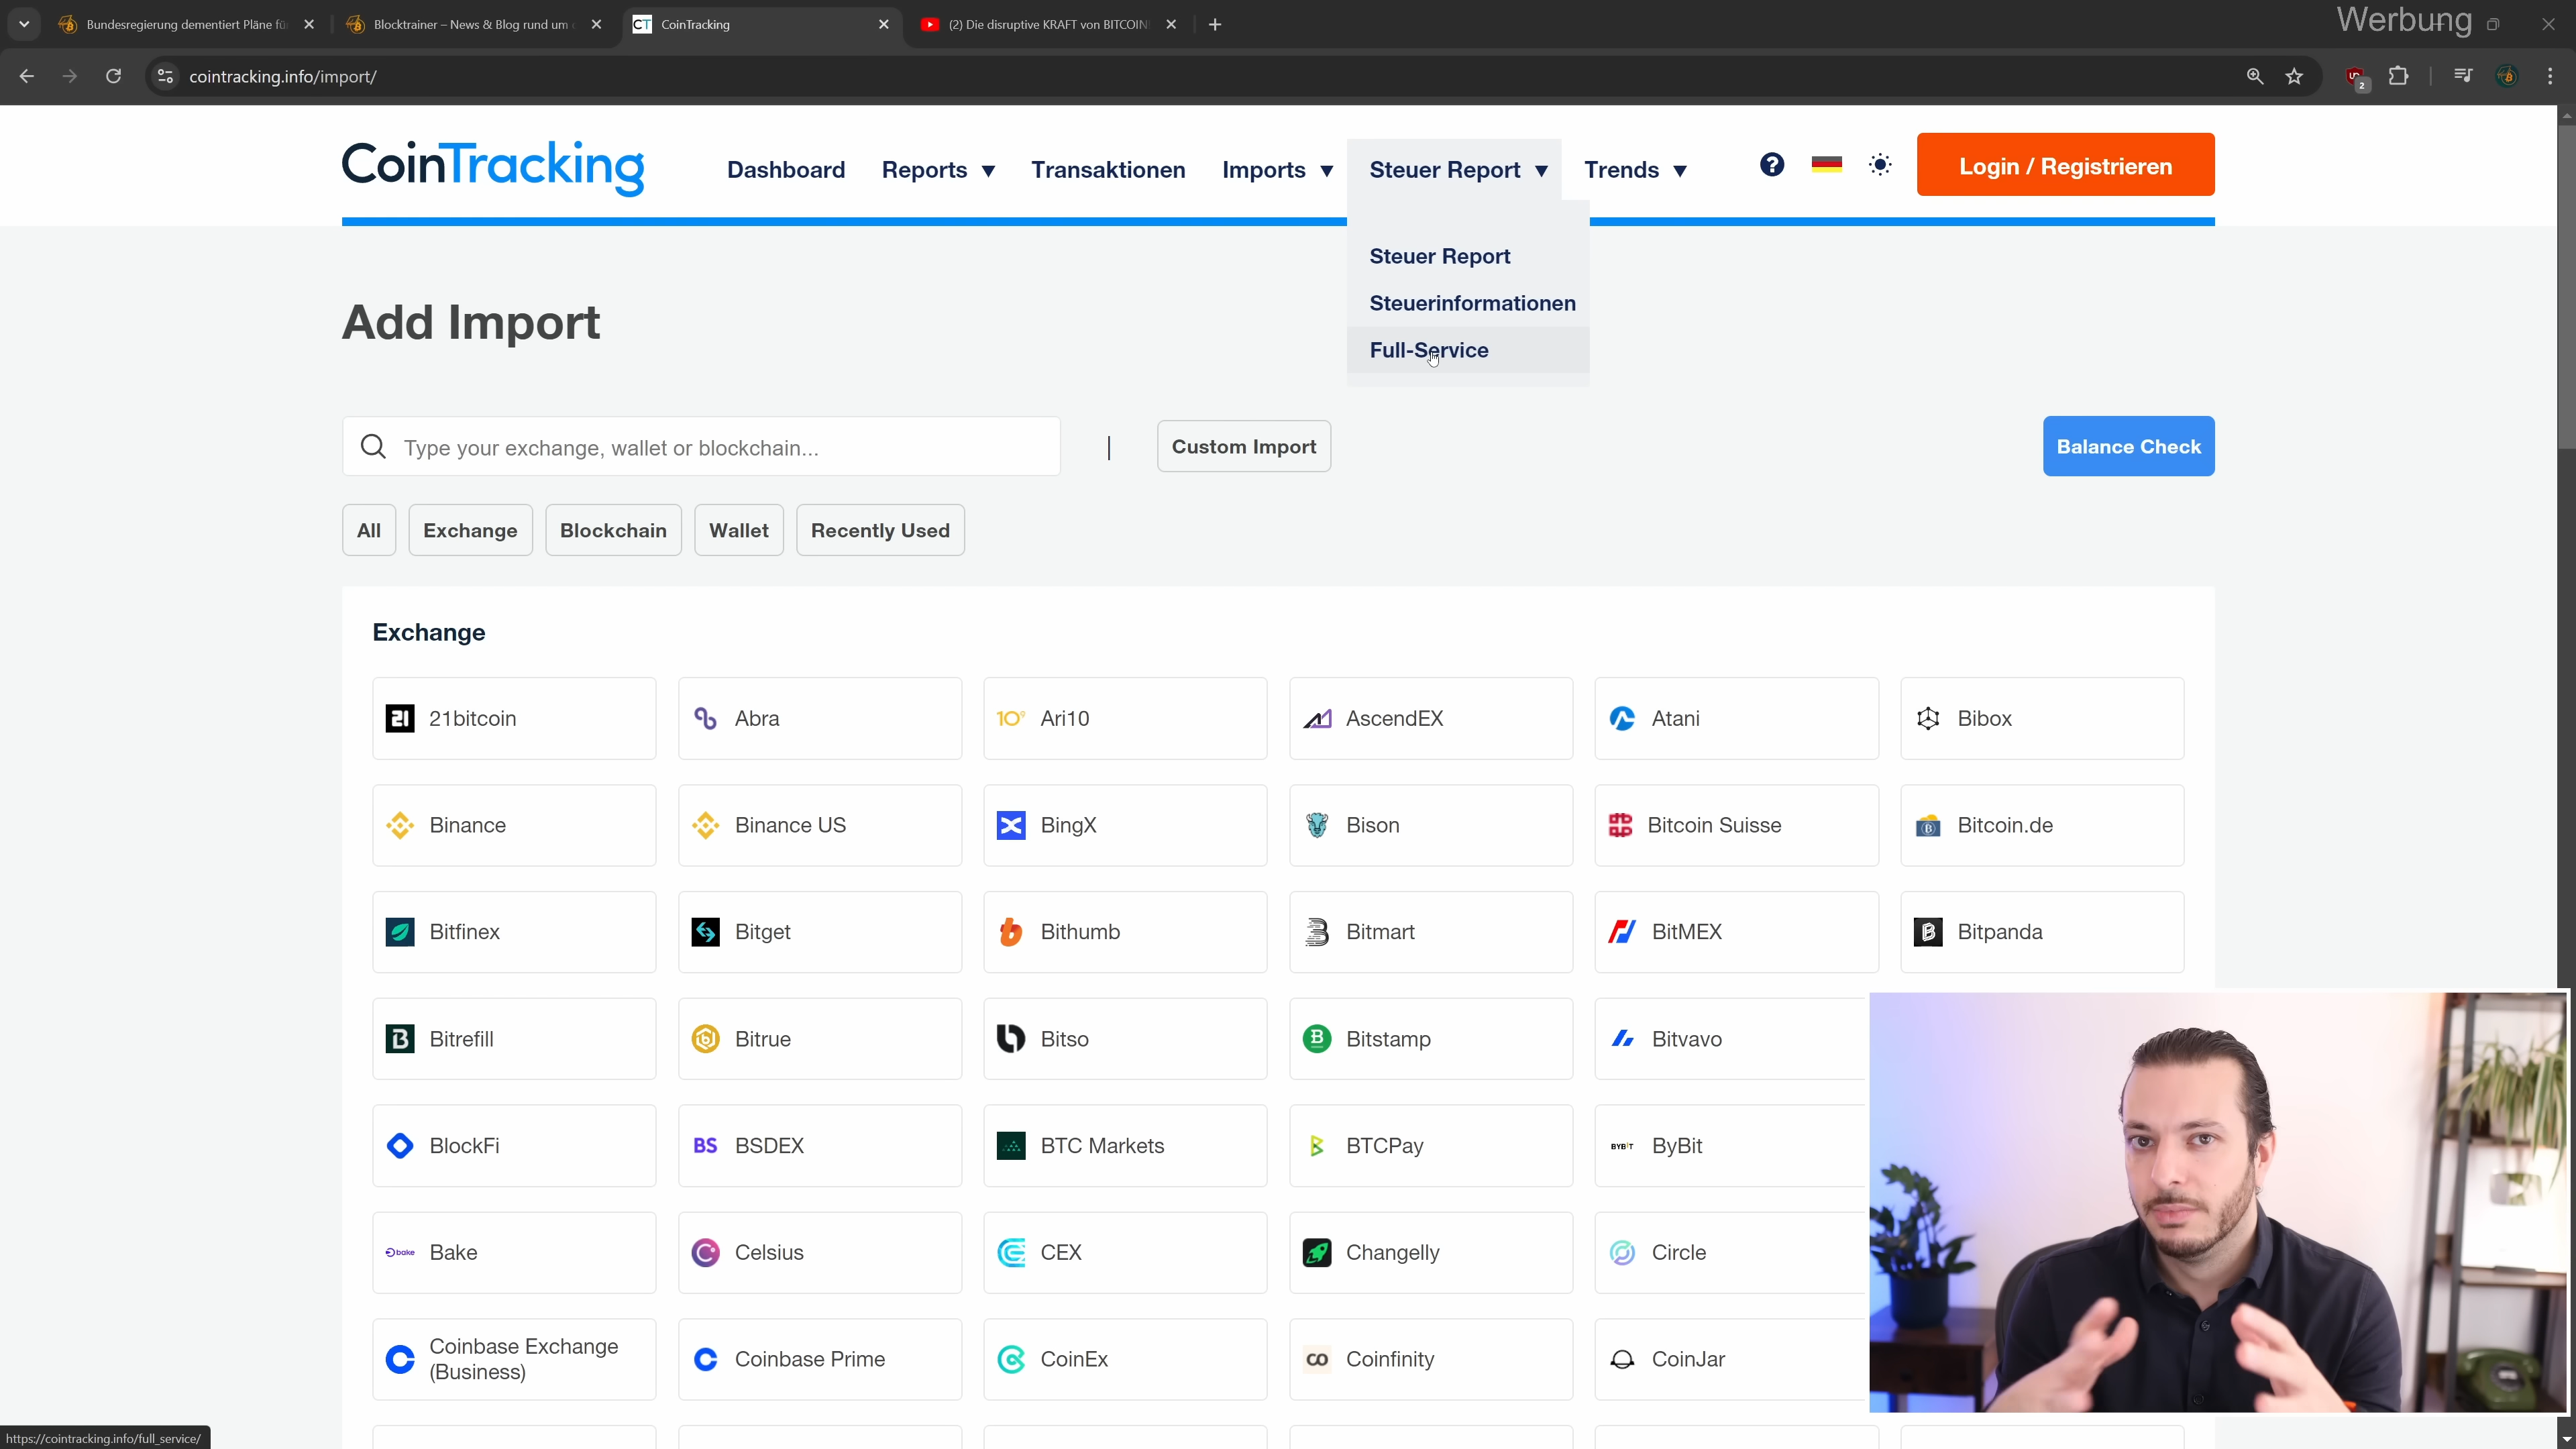 Bundesregierung dementiert Pläne fü
Blocktrainer – News & Blog rund um
CoinTracking
(2) Die disruptive KRAFT von BITCOIN
Werbung
cointracking.info/import/
2
CoinTracking
Dashboard
Reports
Transaktionen
Imports
Steuer Report
Trends
Login / Registrieren
Steuer Report
Steuerinformationen
Full-Service
Add Import
Type your exchange, wallet or blockchain...
|
Custom Import
Balance Check
All
Exchange
Blockchain
Wallet
Recently Used
Exchange
21bitcoin
Abra
Ari10
AscendEX
Atani
Bibox
Binance
Binance US
BingX
Bison
Bitcoin Suisse
Bitcoin.de
Bitfinex
Bitget
Bithumb
Bitmart
BitMEX
Bitpanda
Bitrefill
Bitrue
Bitso
Bitstamp
Bitvavo
BlockFi
BS BSDEX
BTC Markets
BTCPay
BYBIT ByBit
bake Bake
Celsius
CEX
Changelly
Circle
Coinbase Exchange
(Business)
Coinbase Prime
CoinEx
Coinfinity
CoinJar
https://cointracking.info/full_service/